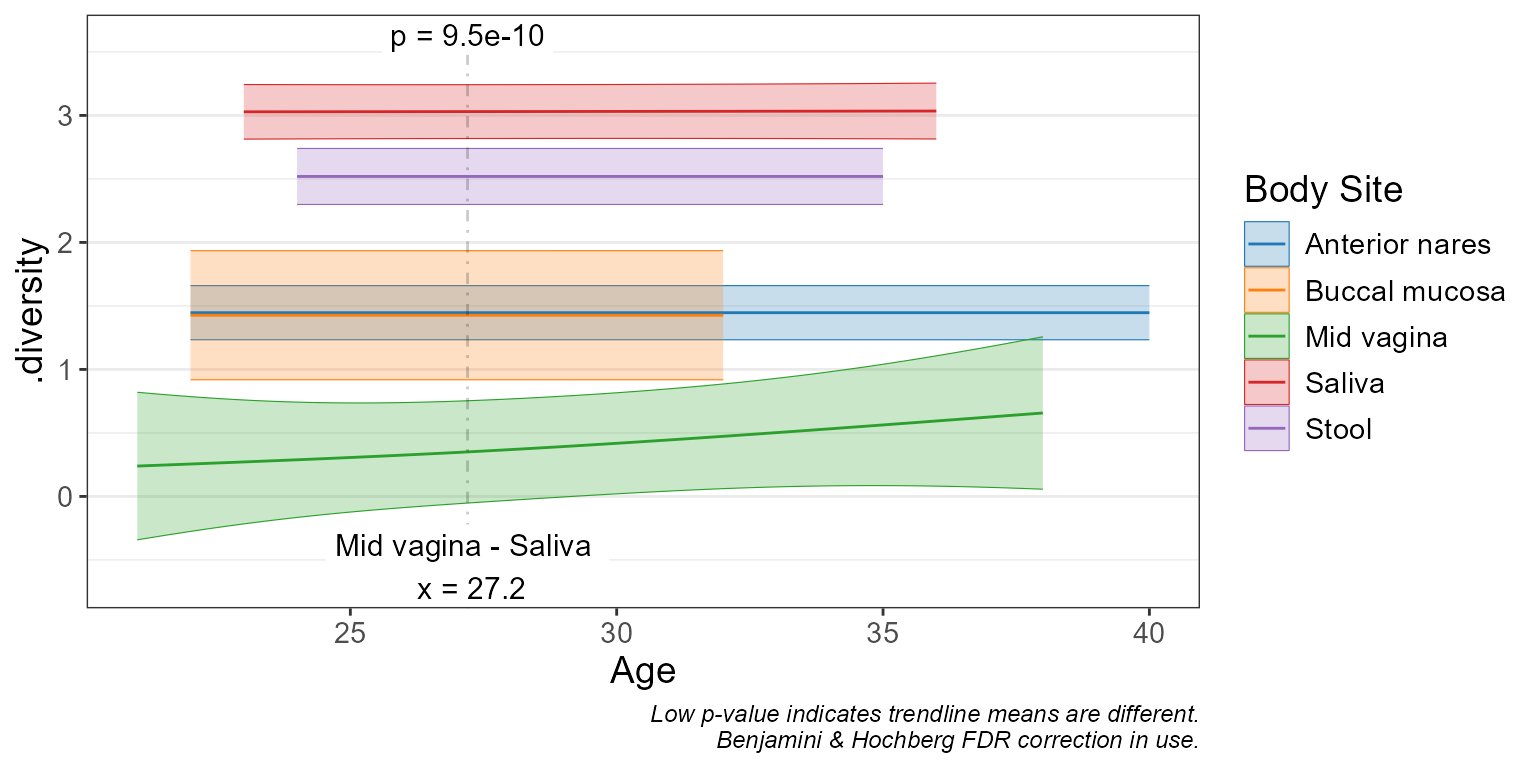 p = 9.5e-10
3
2
1
0
.diversity
Mid vagina - Saliva
x = 27.2
25 30 35 40
Age
Low p-value indicates trendline means are different.
Benjamini & Hochberg FDR correction in use.
Body Site
Anterior nares
Buccal mucosa
Mid vagina
Saliva
Stool